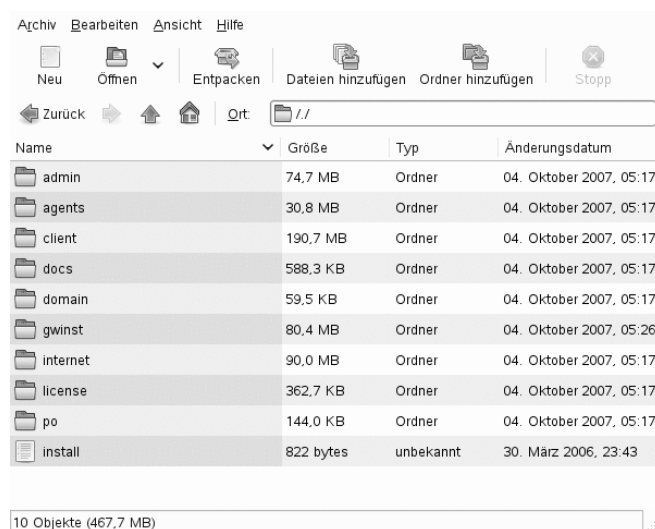 Archiv Bearbeiten Ansicht Hilfe
Neu Öffnen Entpacken Dateien hinzufügen Ordner hinzufügen Stopp
Zurück Ort: /./
Name Größe Typ Änderungsdatum
admin 74,7 MB Ordner 04. Oktober 2007, 05:17
agents 30,8 MB Ordner 04. Oktober 2007, 05:17
client 190,7 MB Ordner 04. Oktober 2007, 05:17
docs 588,3 KB Ordner 04. Oktober 2007, 05:17
domain 59,5 KB Ordner 04. Oktober 2007, 05:17
gwinst 80,4 MB Ordner 04. Oktober 2007, 05:26
internet 90,0 MB Ordner 04. Oktober 2007, 05:17
license 362,7 KB Ordner 04. Oktober 2007, 05:17
po 144,0 KB Ordner 04. Oktober 2007, 05:17
install 822 bytes unbekannt 30. März 2006, 23:43
10 Objekte (467,7 MB)